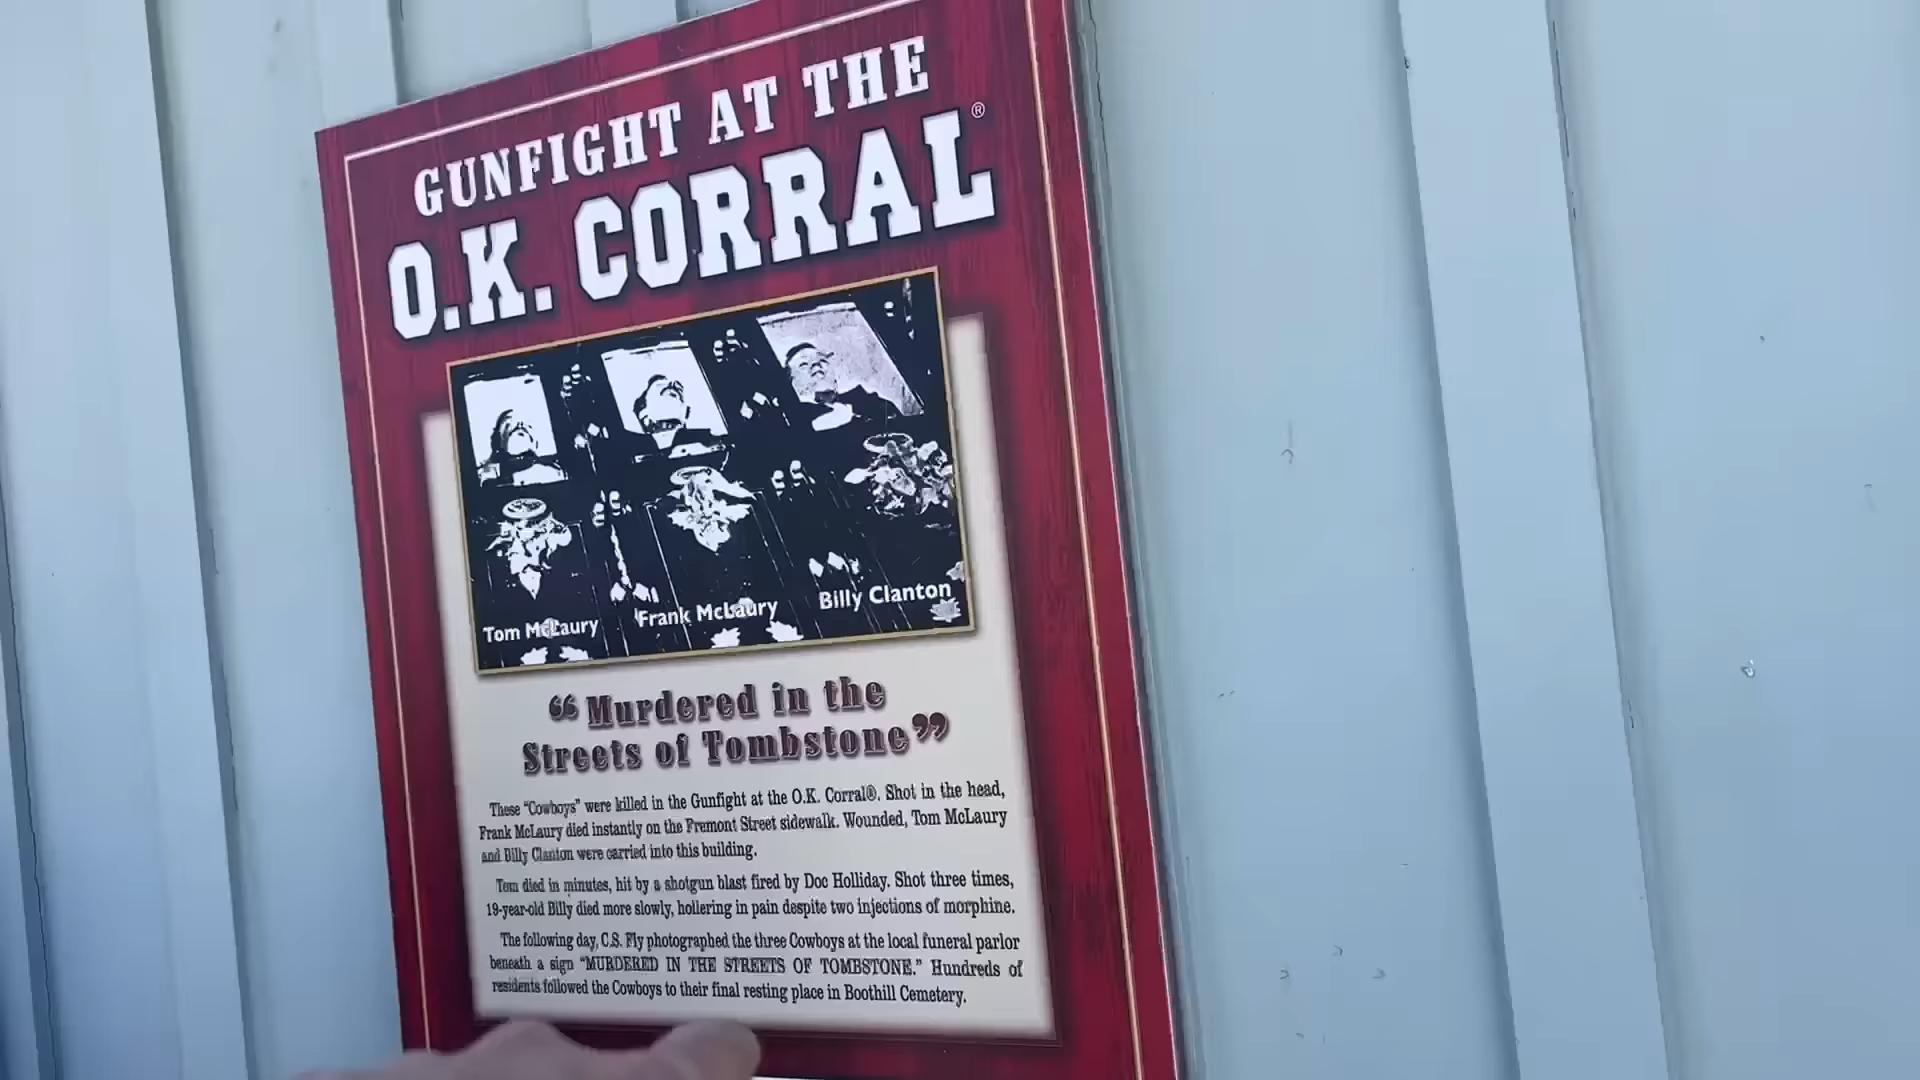 GUNFIGHT AT THE
O.K. CORRAL®
Tom McLaury
Frank McLaury
Billy Clanton
“Murdered in the
Streets of Tombstone”
These “Cowboys” were killed in the Gunfight at the O.K. Corral®. Shot in the head,
Frank McLaury died instantly on the Fremont Street sidewalk. Wounded, Tom McLaury
and Billy Clanton were carried into this building.
Tom died in minutes, hit by a shotgun blast fired by Doc Holliday. Shot three times,
19-year-old Billy died more slowly, hollering in pain despite two injections of morphine.
The following day, C.S. Fly photographed the three Cowboys at the local funeral parlor
beneath a sign “MURDERED IN THE STREETS OF TOMBSTONE.” Hundreds of
residents followed the Cowboys to their final resting place in Boothill Cemetery.